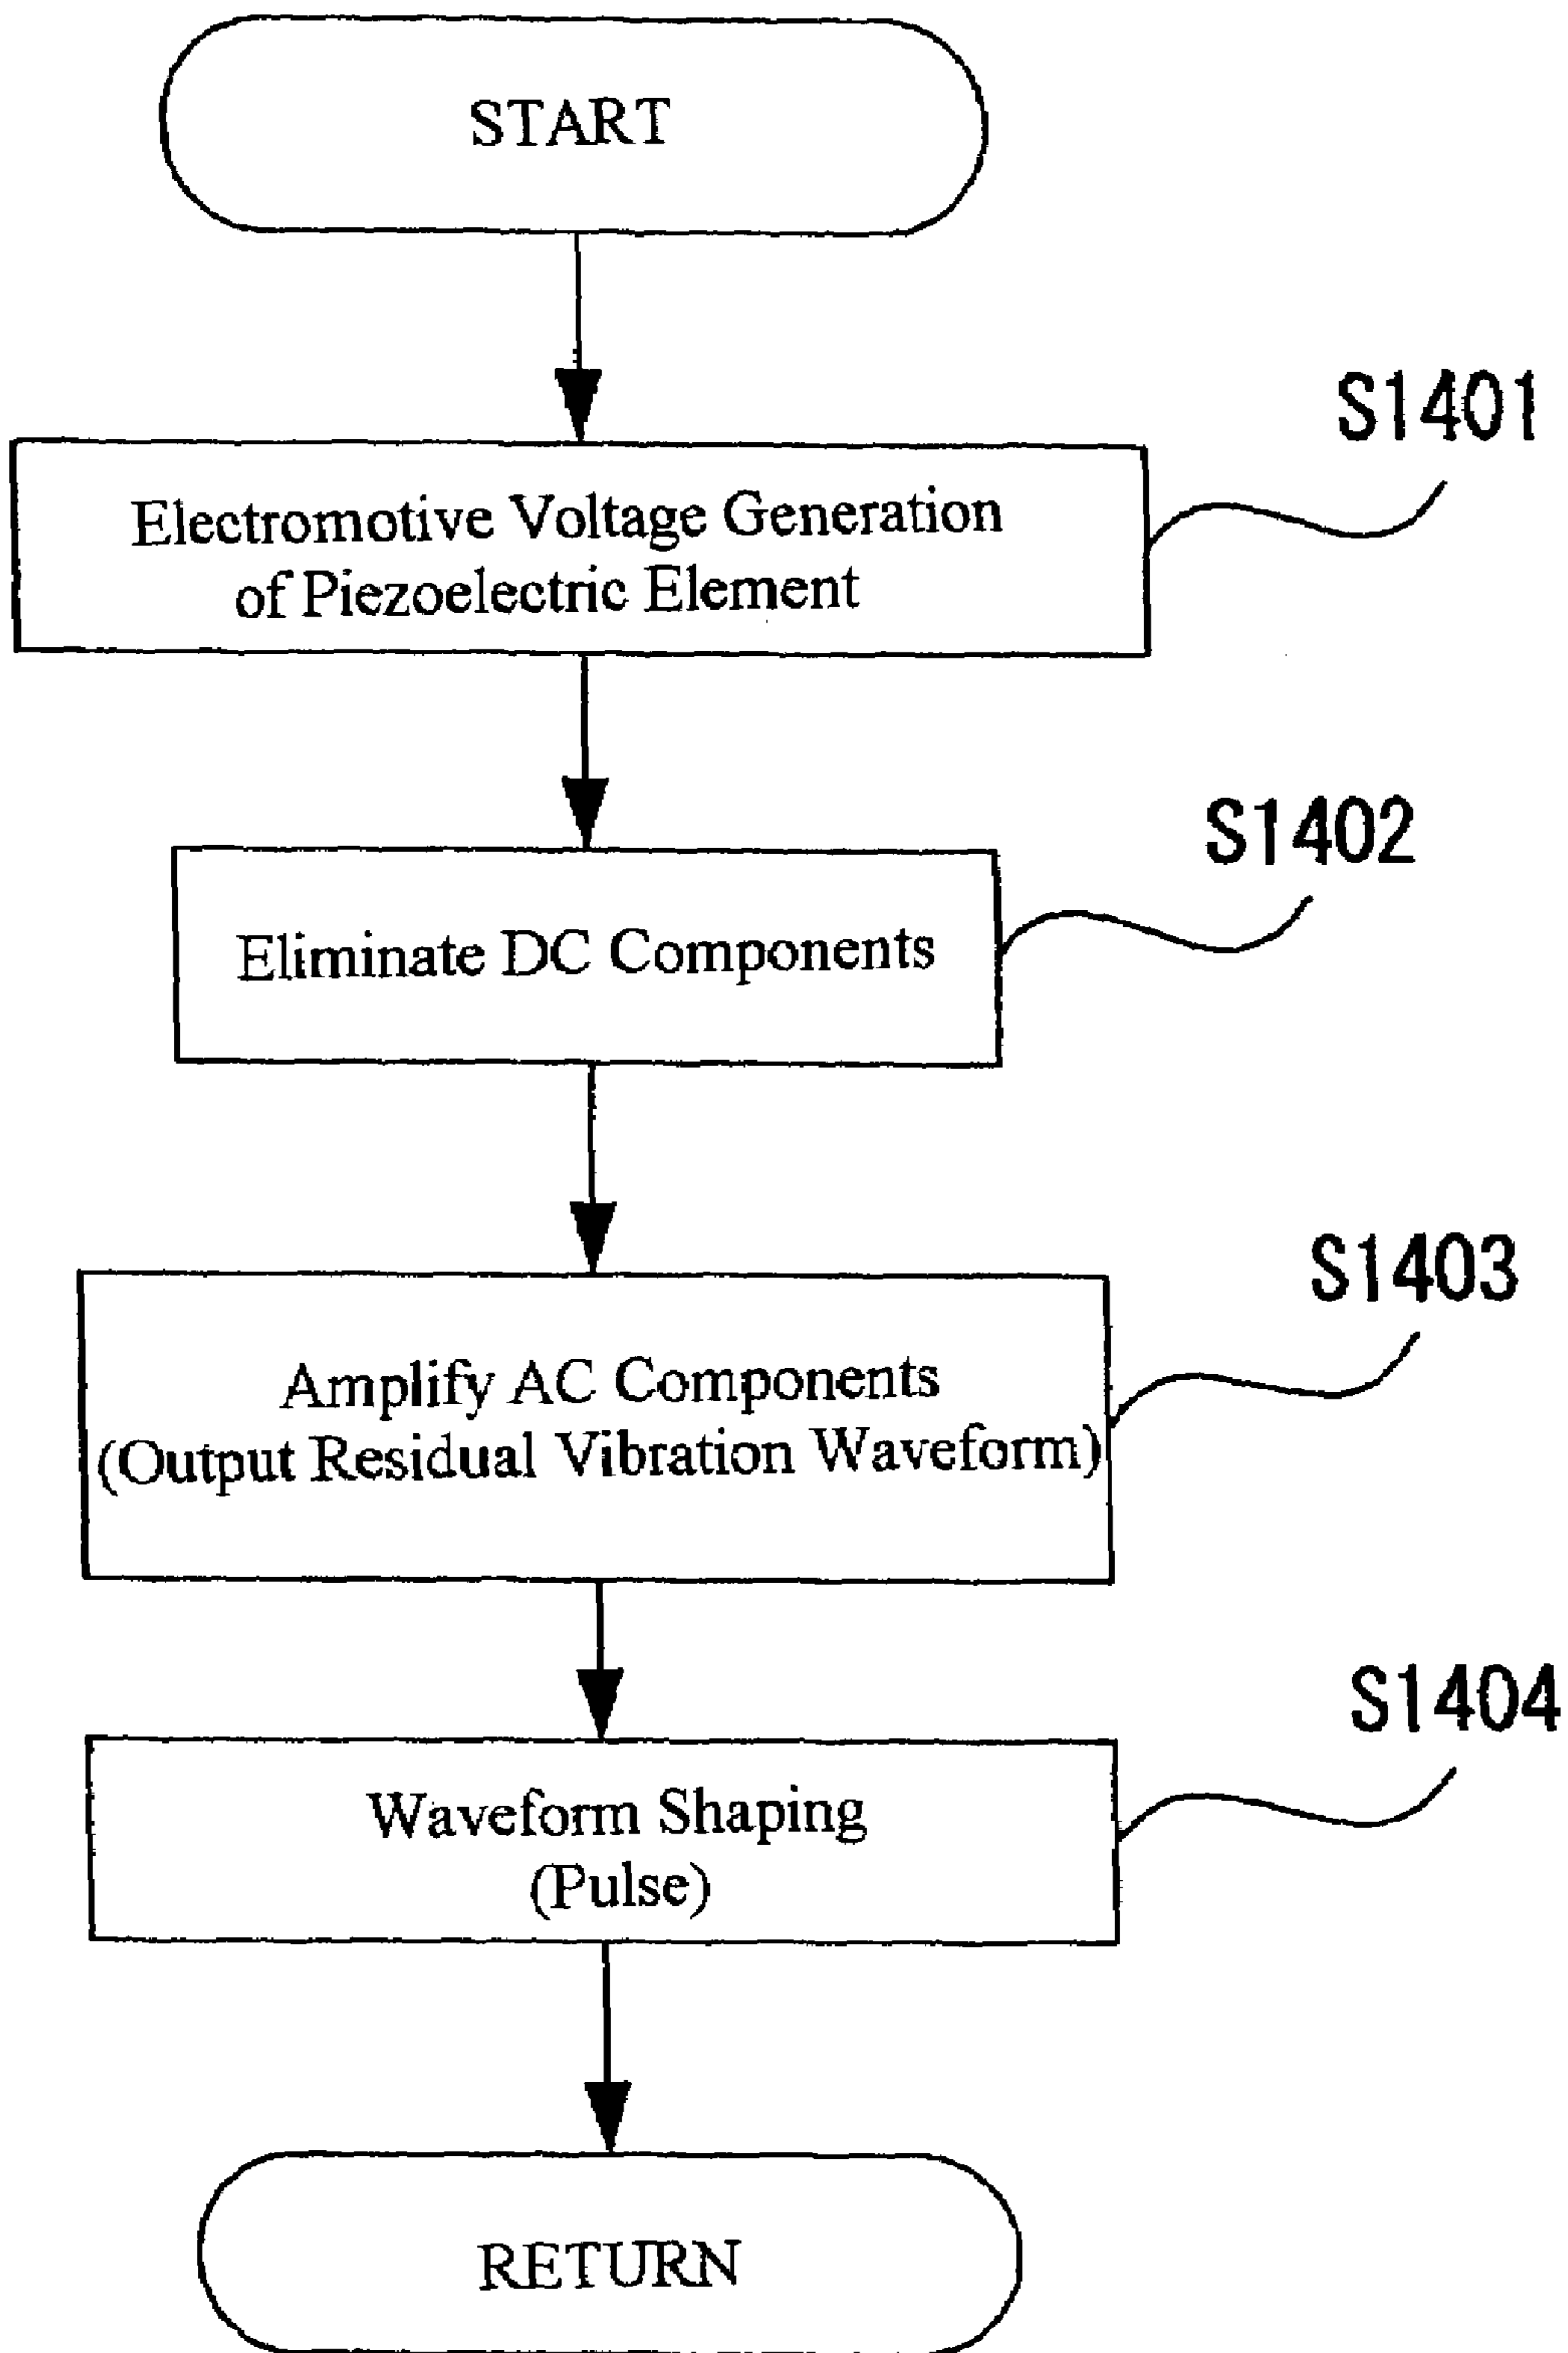 START
S1401
Electromotive Voltage Generation
of Piezoelectric Element
S1402
Eliminate DC Components
S1403
Amplify AC Components
(Output Residual Vibration Waveform)
S1404
Waveform Shaping
(Pulse)
RETURN